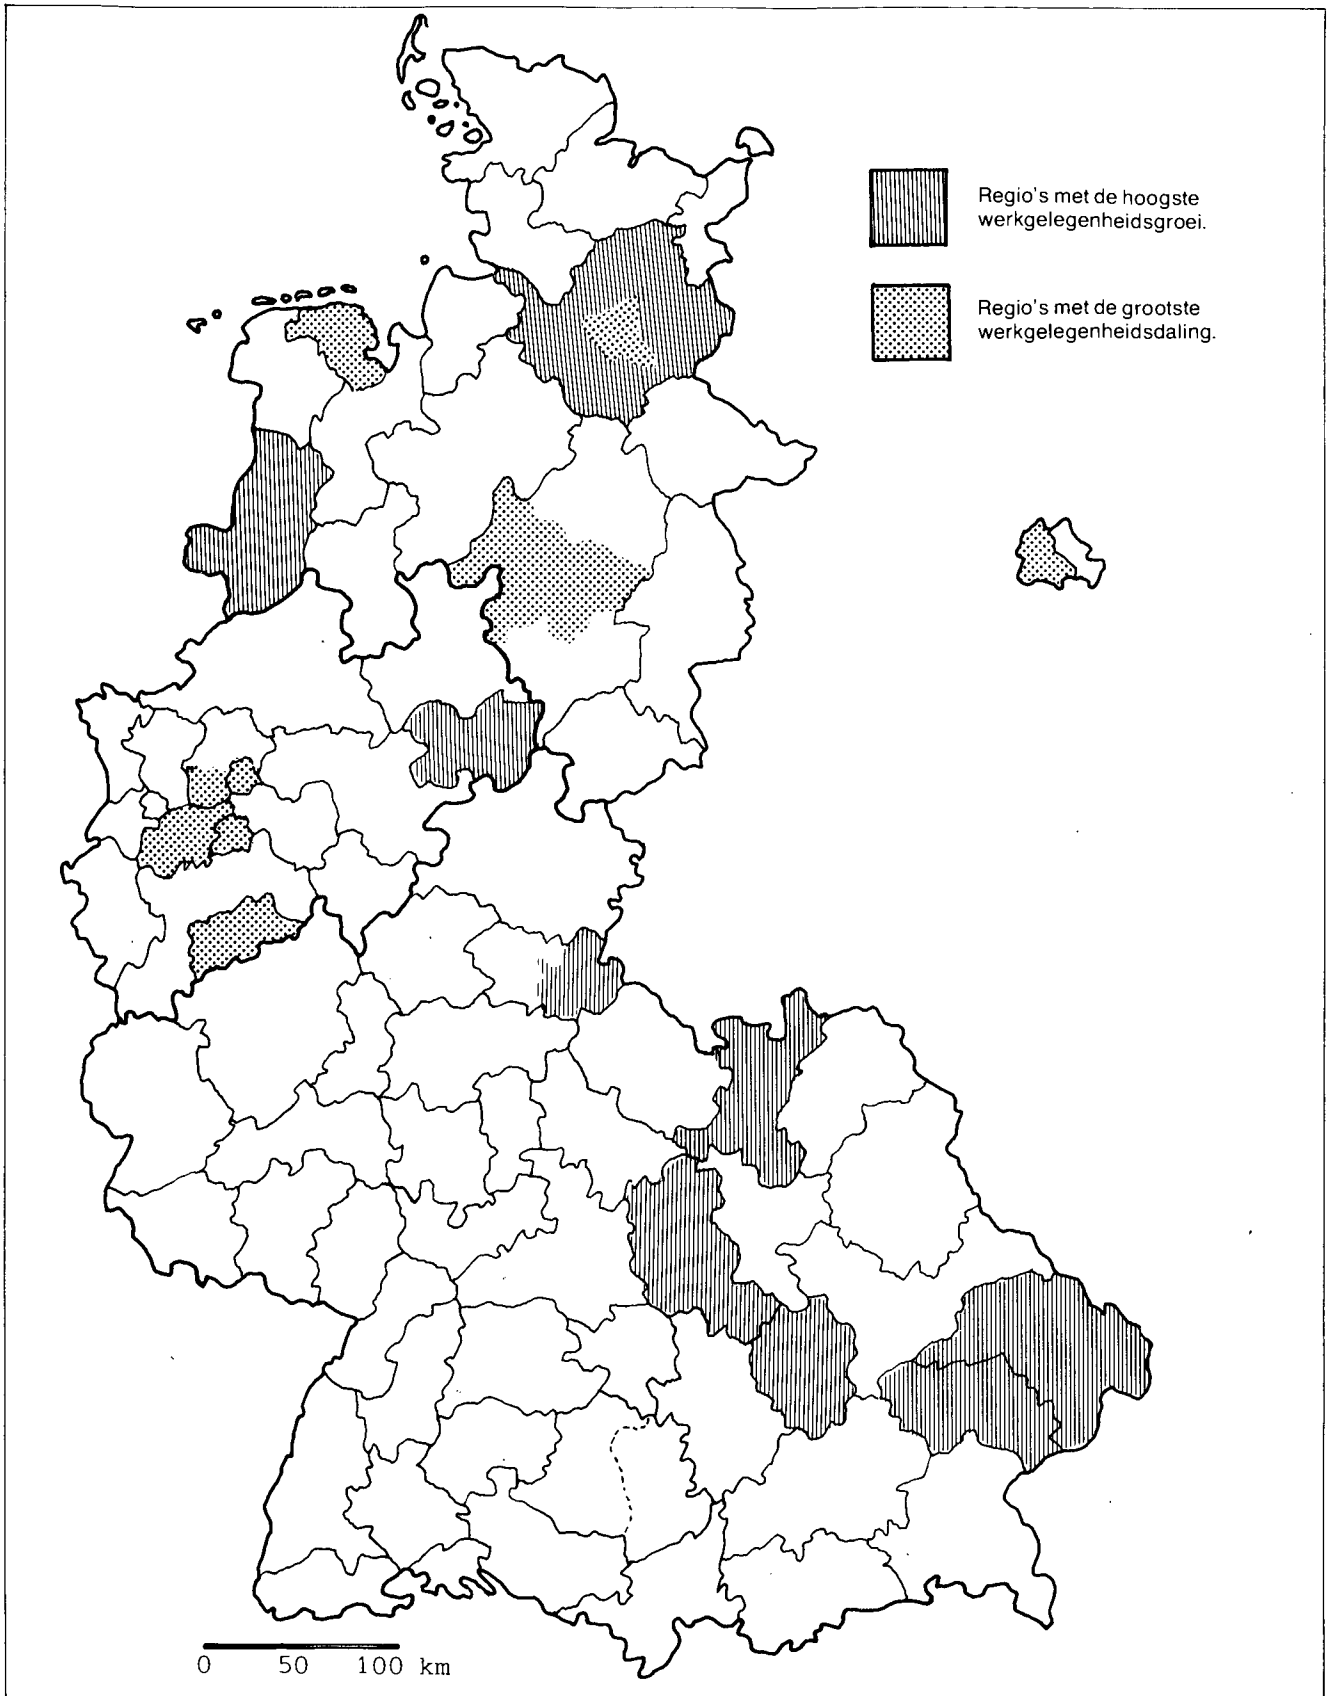 Regio's met de hoogste
werkgelegenheidsgroei.
Regio's met de grootste
werkgelegenheidsdaling.
0 50 100 km